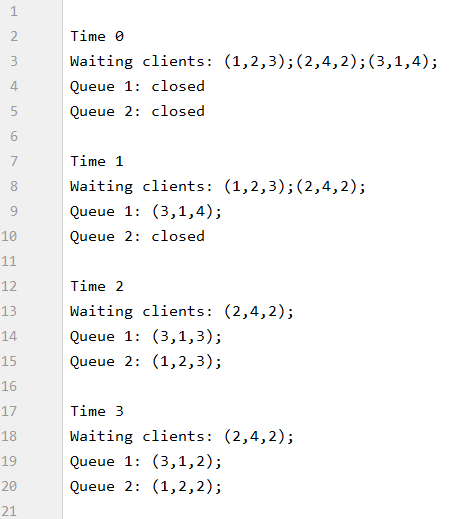 1
2 Time 0
3 Waiting clients: (1,2,3);(2,4,2);(3,1,4);
4 Queue 1: closed
5 Queue 2: closed
6
7 Time 1
8 Waiting clients: (1,2,3);(2,4,2);
9 Queue 1: (3,1,4);
10 Queue 2: closed
11
12 Time 2
13 Waiting clients: (2,4,2);
14 Queue 1: (3,1,3);
15 Queue 2: (1,2,3);
16
17 Time 3
18 Waiting clients: (2,4,2);
19 Queue 1: (3,1,2);
20 Queue 2: (1,2,2);
21